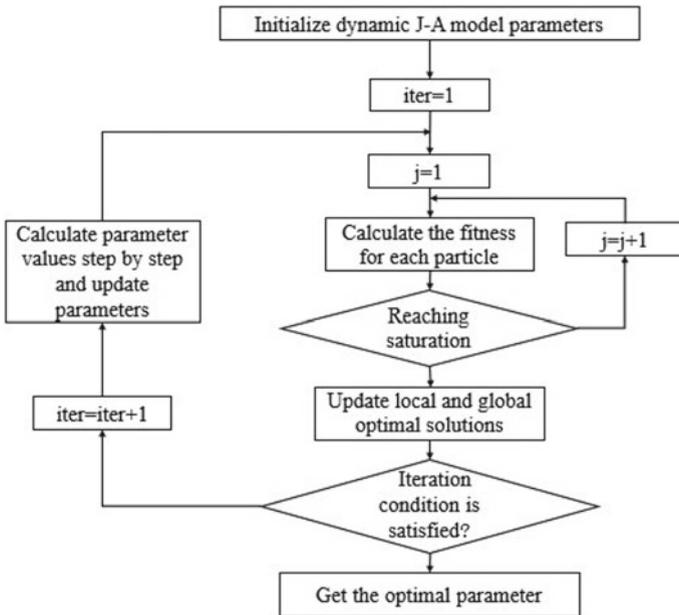 Initialize dynamic J-A model parameters
iter=1
j=1
Calculate the fitness
for each particle
j=j+1
Reaching
saturation
Update local and global
optimal solutions
Iteration
condition is
satisfied?
iter=iter+1
Calculate parameter
values step by step
and update
parameters
Get the optimal parameter